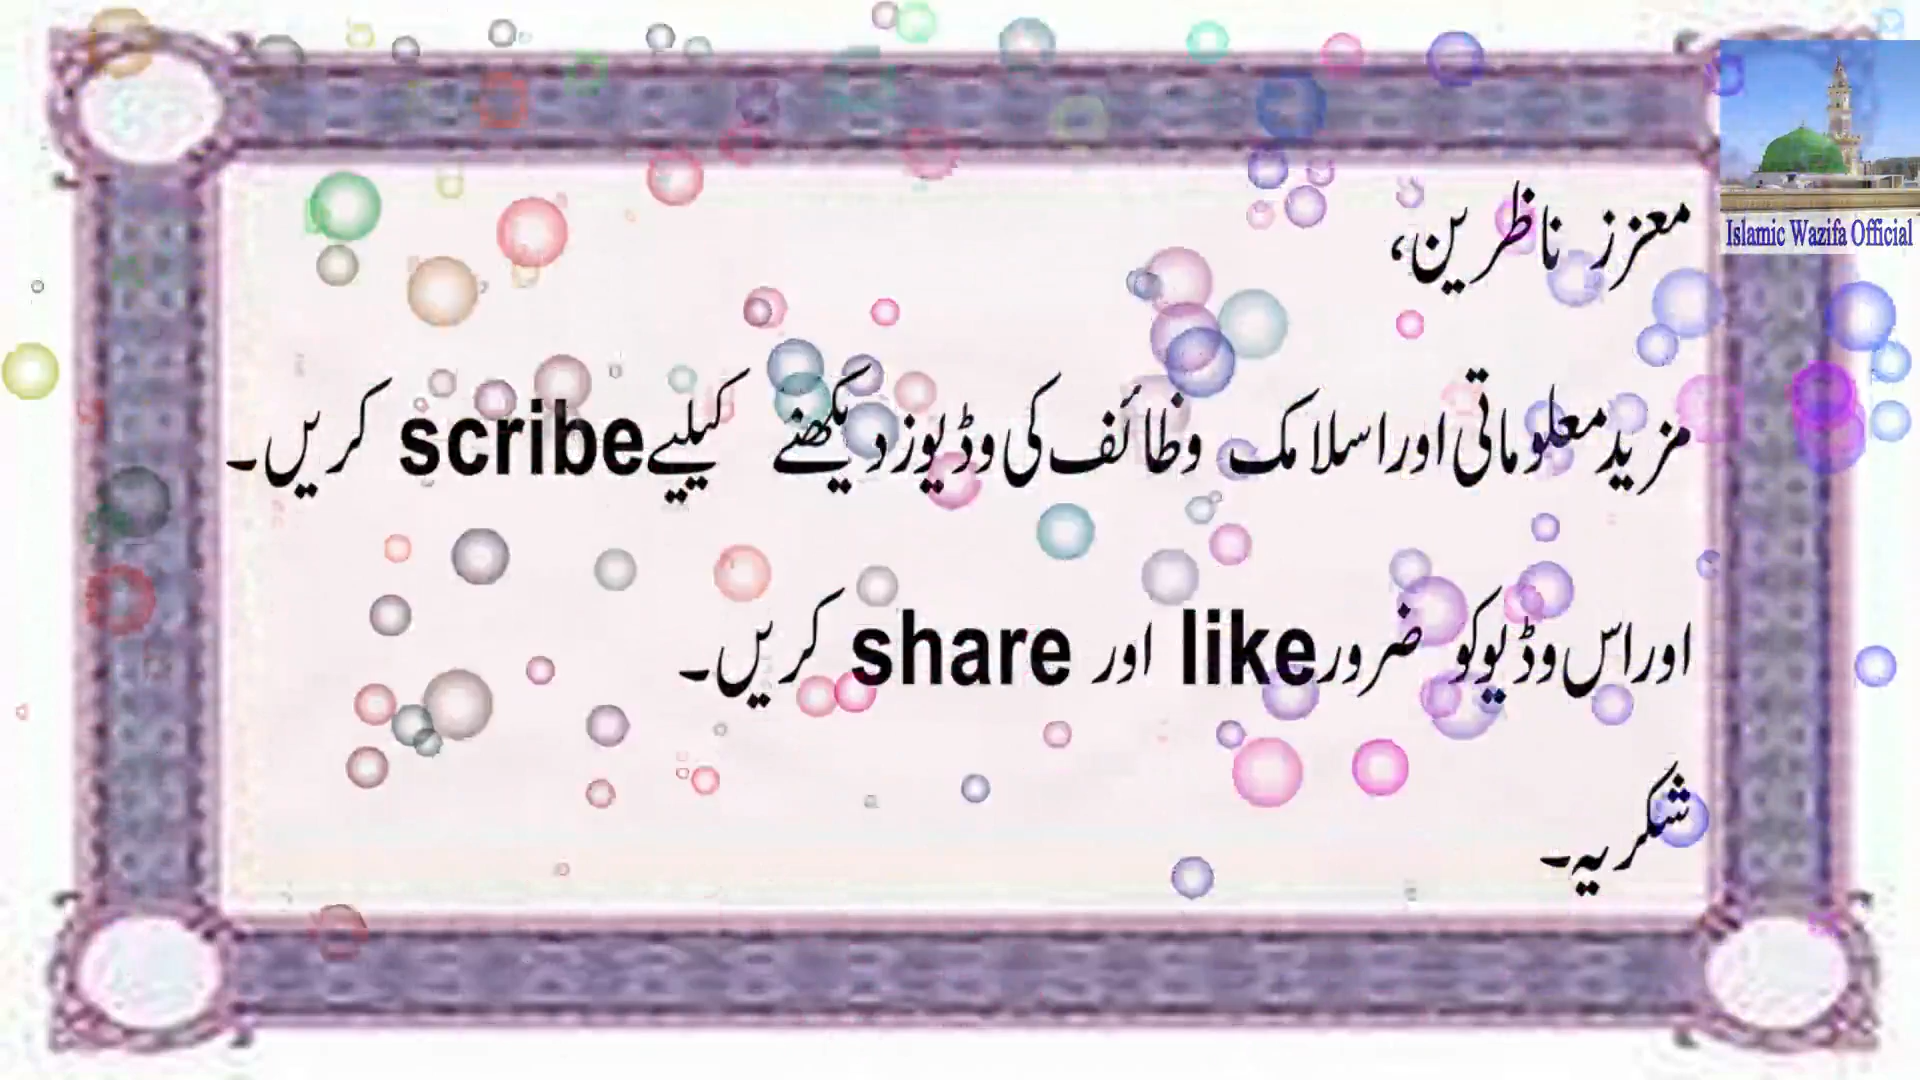 معزز ناظرین،
مزید معلوماتی اور اسلامک وظائف کی وڈیوز دیکھنے کیلیے scribe کریں۔
اور اس وڈیو کو ضرور like اور share کریں۔
شکریہ۔
Islamic Wazifa Official